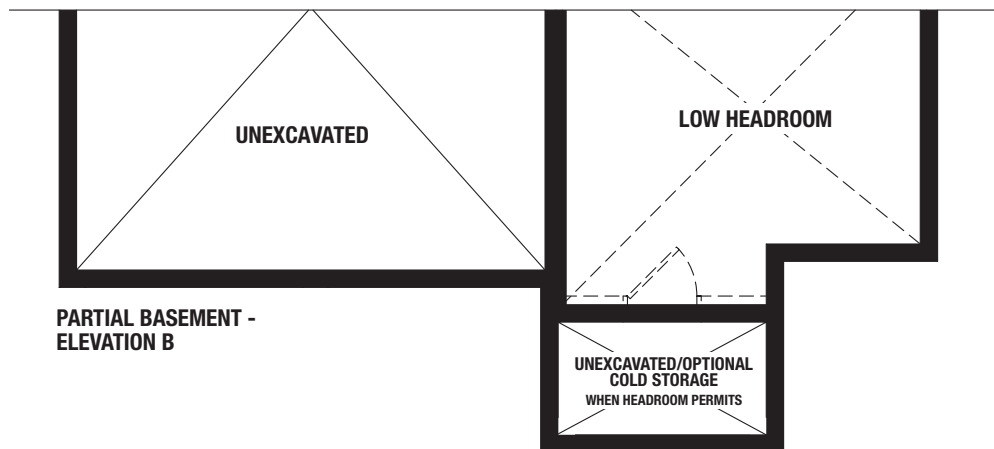 UNEXCAVATED
LOW HEADROOM
PARTIAL BASEMENT -
ELEVATION B
UNEXCAVATED/OPTIONAL
COLD STORAGE
WHEN HEADROOM PERMITS